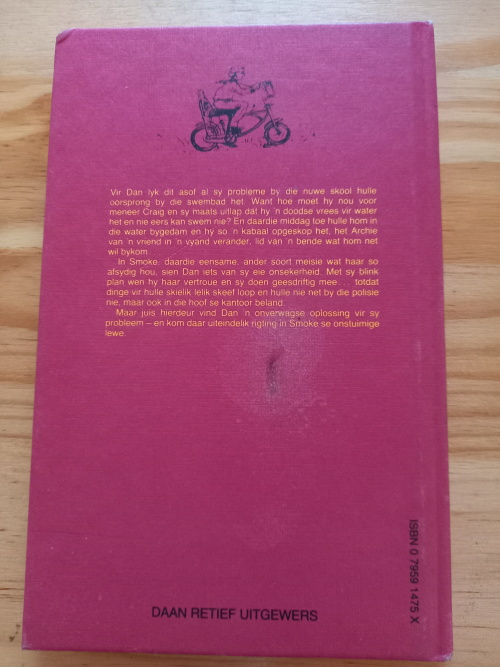 Vir Dan lyk dit asof al sy probleme by die nuwe skool hulle
oorsprong by die swembad het. Want hoe moet hy nou voor
meneer Craig en sy maats uitlap dat hy 'n doodse vrees vir water
het en nie eers kan swem nie? En daardie middag toe hulle hom in
die water bygedam en hy so 'n kabaal opgeskop het, het Archie
van 'n vriend in 'n vyand verander, lid van 'n bende wat hom net
wil bykom.
In Smoke, daardie eensame, ander soort meisie wat haar so
afsydig hou, sien Dan iets van sy eie onsekerheid. Met sy blink
plan wen hy haar vertroue en sy doen geesdriftig mee... totdat
dinge vir hulle skielik lelik skeef loop en hulle nie net by die polisie
nie, maar ook in die hoof se kantoor beland.
Maar juis hierdeur vind Dan 'n onverwagse oplossing vir sy
probleem – en kom daar uiteindelik rigting in Smoke se onstuimige
lewe.
ISBN 0 7959 1475 X
DAAN RETIEF UITGEWERS